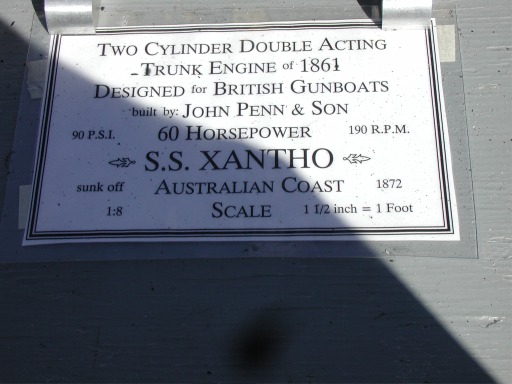 TWO CYLINDER DOUBLE ACTING
TRUNK ENGINE of 1861
DESIGNED for BRITISH GUNBOATS
built by: JOHN PENN & SON
90 P.S.I. 60 HORSEPOWER 190 R.P.M.
S.S. XANTHO
sunk off AUSTRALIAN COAST 1872
1:8 SCALE 1 1/2 inch = 1 Foot